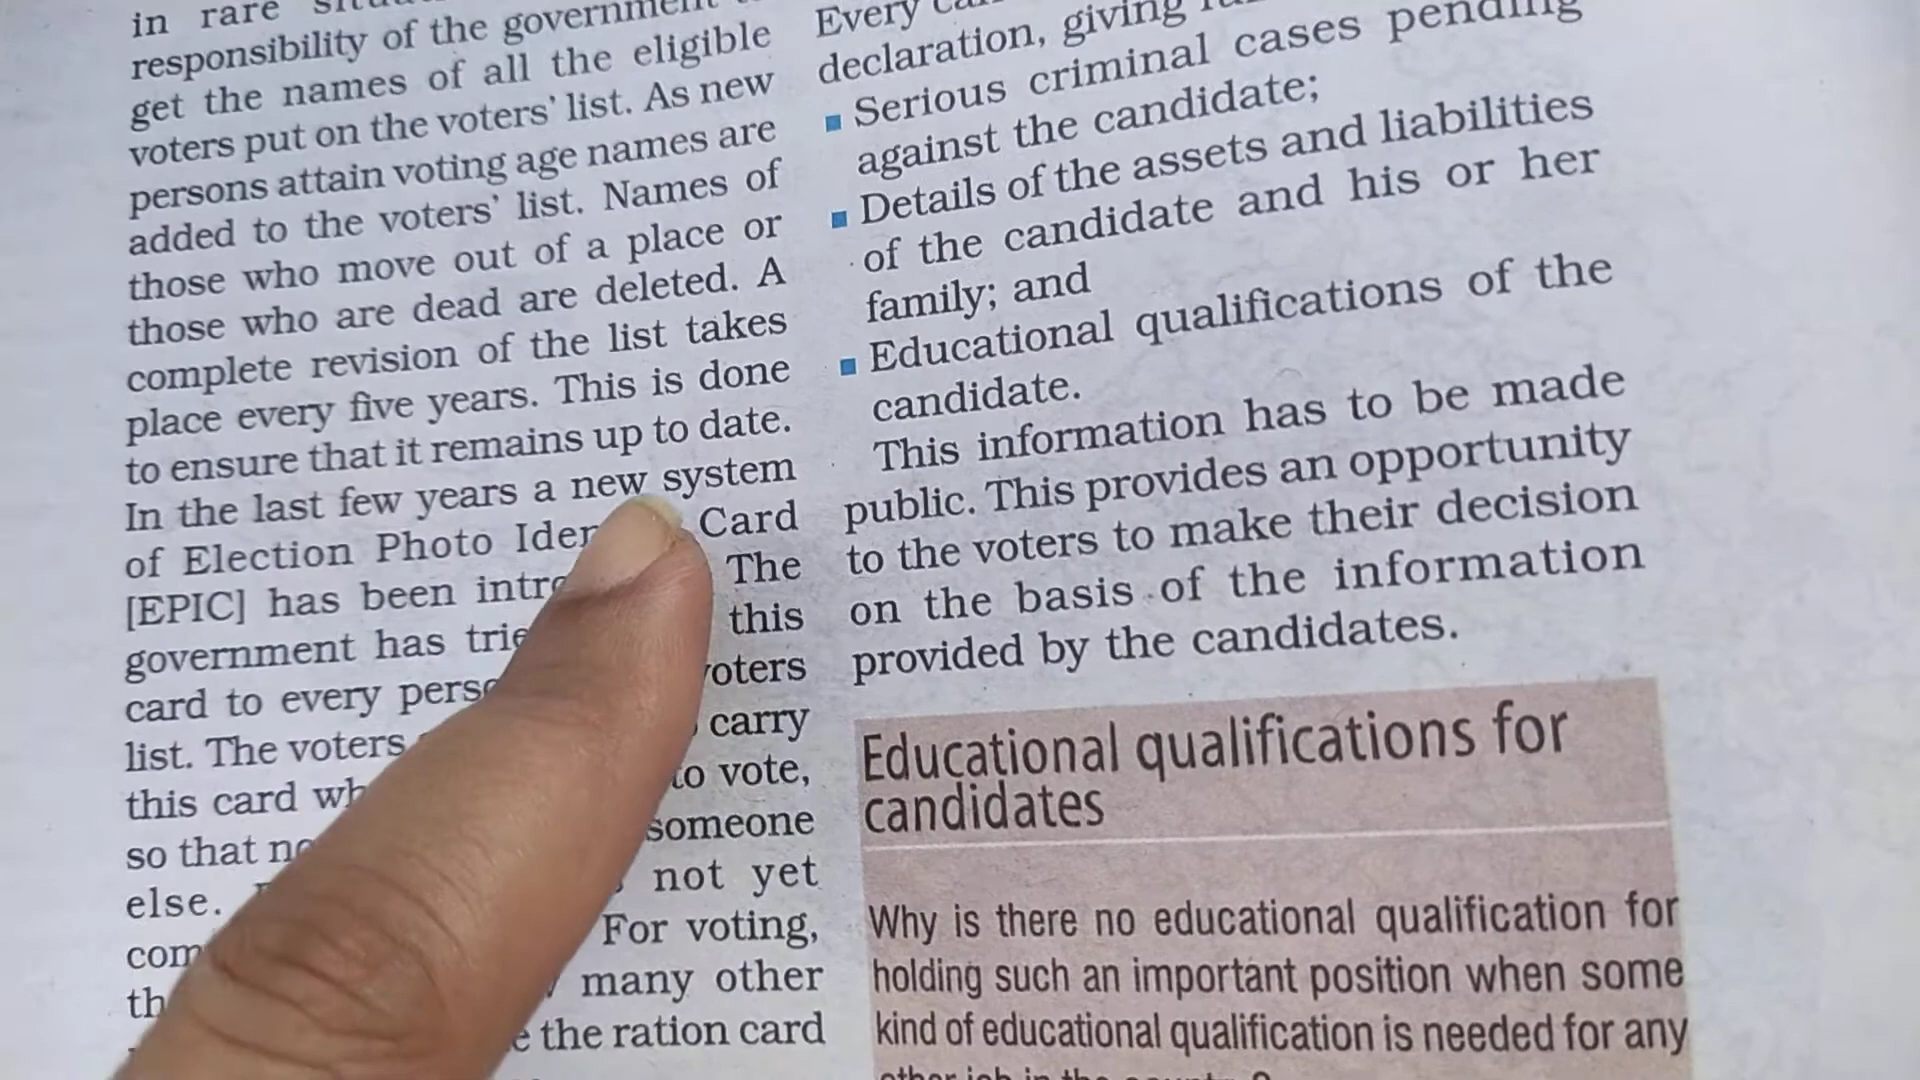 in rare
responsibility of the government
get the names of all the eligible
voters put on the voters' list. As new
persons attain voting age names are
added to the voters' list. Names of
those who move out of a place or
those who are dead are deleted. A
complete revision of the list takes
place every five years. This is done
to ensure that it remains up to date.
In the last few years a new system
of Election Photo Card
[EPIC] has been The
government has this
card to every
list. The voters carry
this card to vote,
so that someone
else. not yet
For voting,
many other
the ration card
Every
declaration, giving
Serious criminal cases pending
against the candidate;
Details of the assets and liabilities
of the candidate and his or her
family; and
Educational qualifications of the
candidate.
This information has to be made
public. This provides an opportunity
to the voters to make their decision
on the basis of the information
provided by the candidates.
Educational qualifications for
candidates
Why is there no educational qualification for
holding such an important position when some
kind of educational qualification is needed for any
other job in the